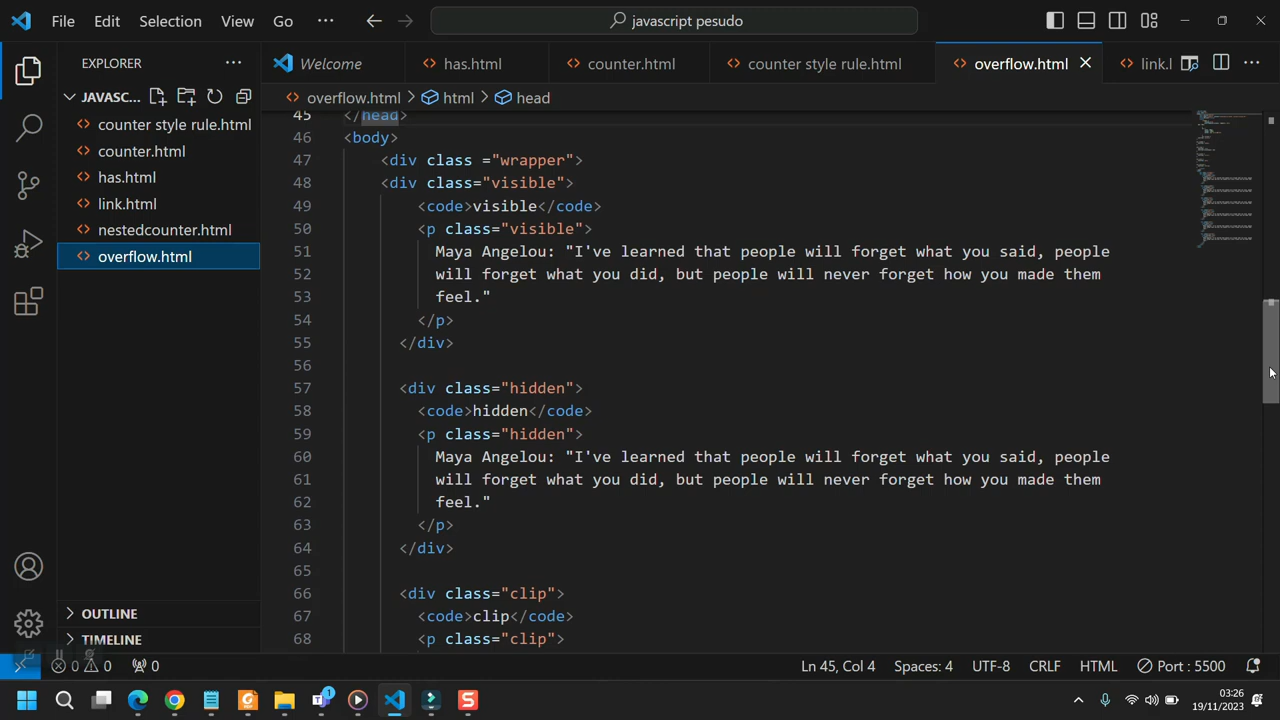 File Edit Selection View Go ··· javascript pesudo
EXPLORER ···
Welcome has.html counter.html counter style rule.html overflow.html link.l ···
JAVASC...
overflow.html > html > head
counter style rule.html
counter.html
has.html
link.html
nestedcounter.html
overflow.html
45 </head>
46 <body>
47 <div class ="wrapper">
48 <div class="visible">
49 <code>visible</code>
50 <p class="visible">
51 Maya Angelou: "I've learned that people will forget what you said, people
52 will forget what you did, but people will never forget how you made them
53 feel."
54 </p>
55 </div>
56
57 <div class="hidden">
58 <code>hidden</code>
59 <p class="hidden">
60 Maya Angelou: "I've learned that people will forget what you said, people
61 will forget what you did, but people will never forget how you made them
62 feel."
63 </p>
64 </div>
65
66 <div class="clip">
67 <code>clip</code>
68 <p class="clip">
OUTLINE
TIMELINE
0 0 0 Ln 45, Col 4 Spaces: 4 UTF-8 CRLF HTML Port : 5500
1
03:26
19/11/2023